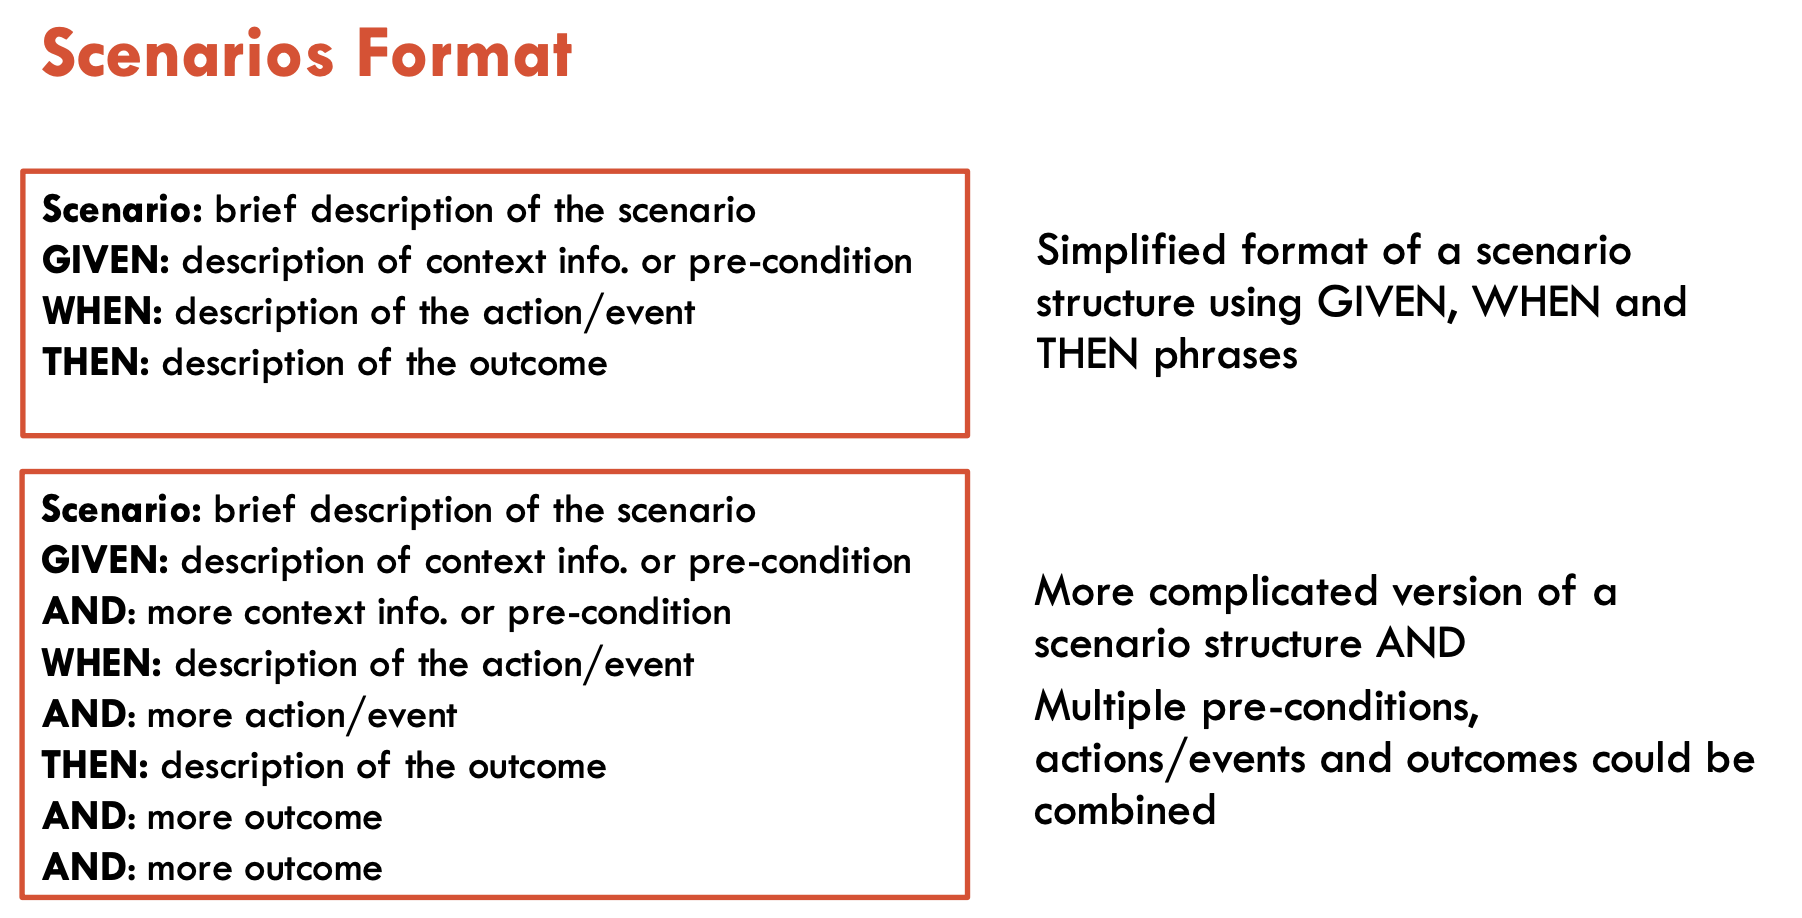 Scenarios Format
Scenario: brief description of the scenario
GIVEN: description of context info. or pre-condition
WHEN: description of the action/event
THEN: description of the outcome
Simplified format of a scenario
structure using GIVEN, WHEN and
THEN phrases
Scenario: brief description of the scenario
GIVEN: description of context info. or pre-condition
AND: more context info. or pre-condition
WHEN: description of the action/event
AND: more action/event
THEN: description of the outcome
AND: more outcome
AND: more outcome
More complicated version of a
scenario structure AND
Multiple pre-conditions,
actions/events and outcomes could be
combined